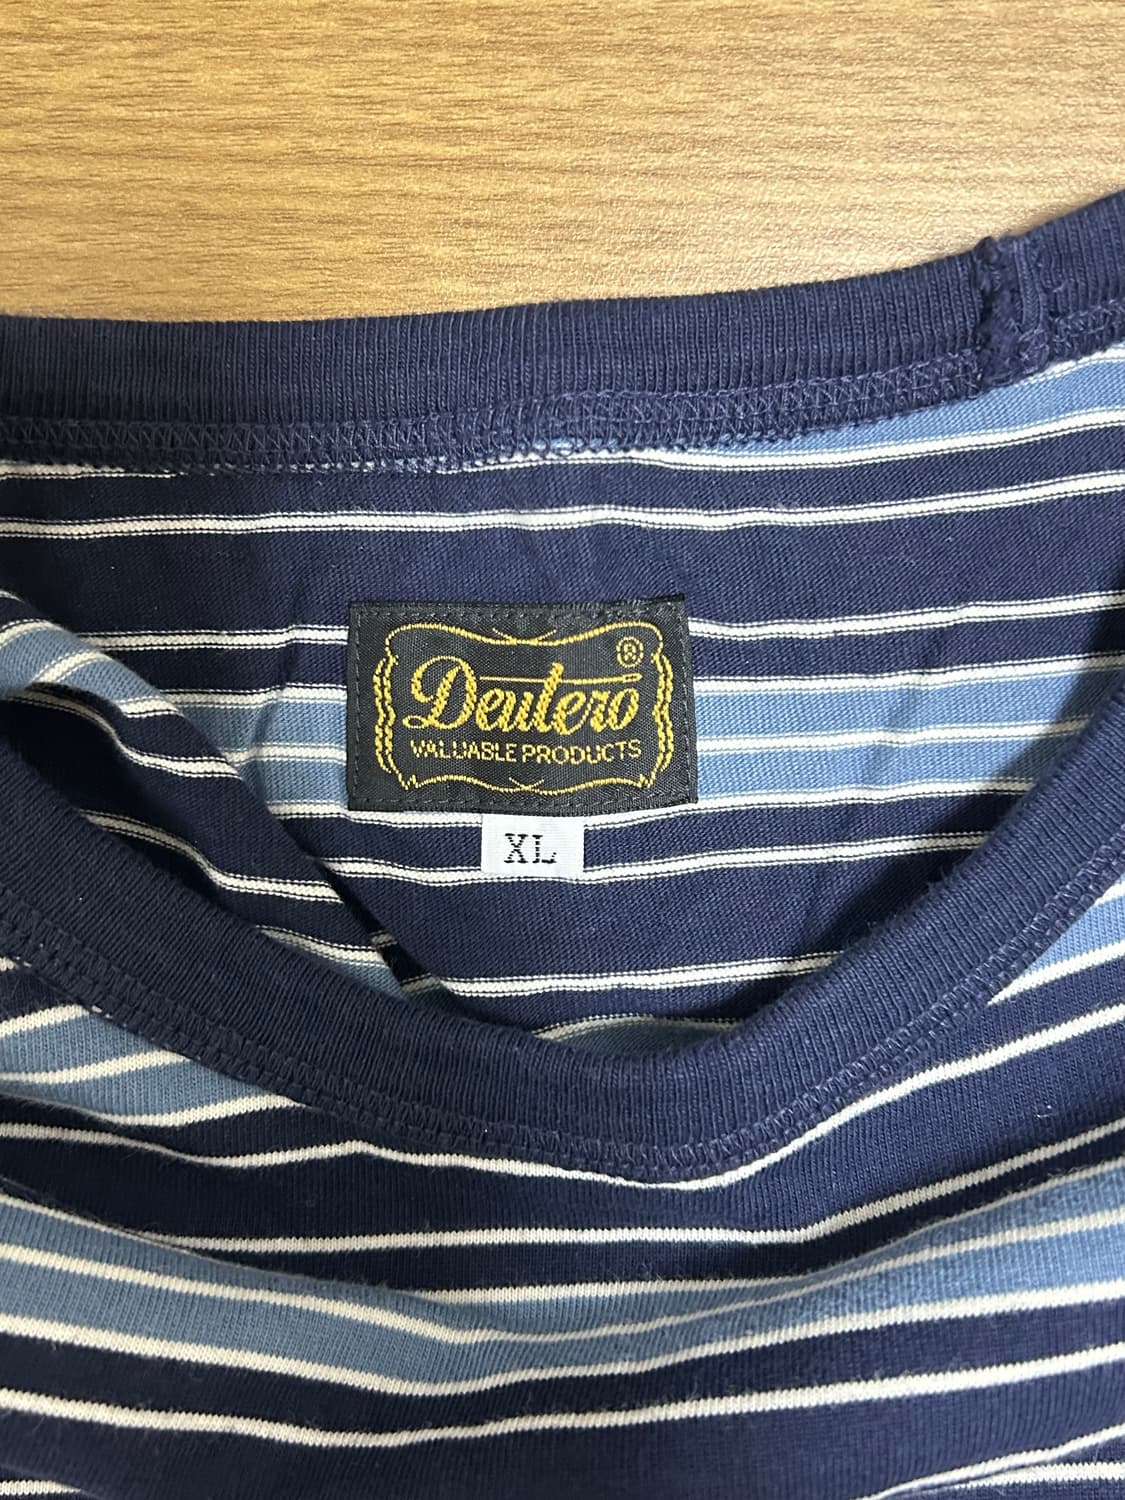 Deutero ®
VALUABLE PRODUCTS
XL